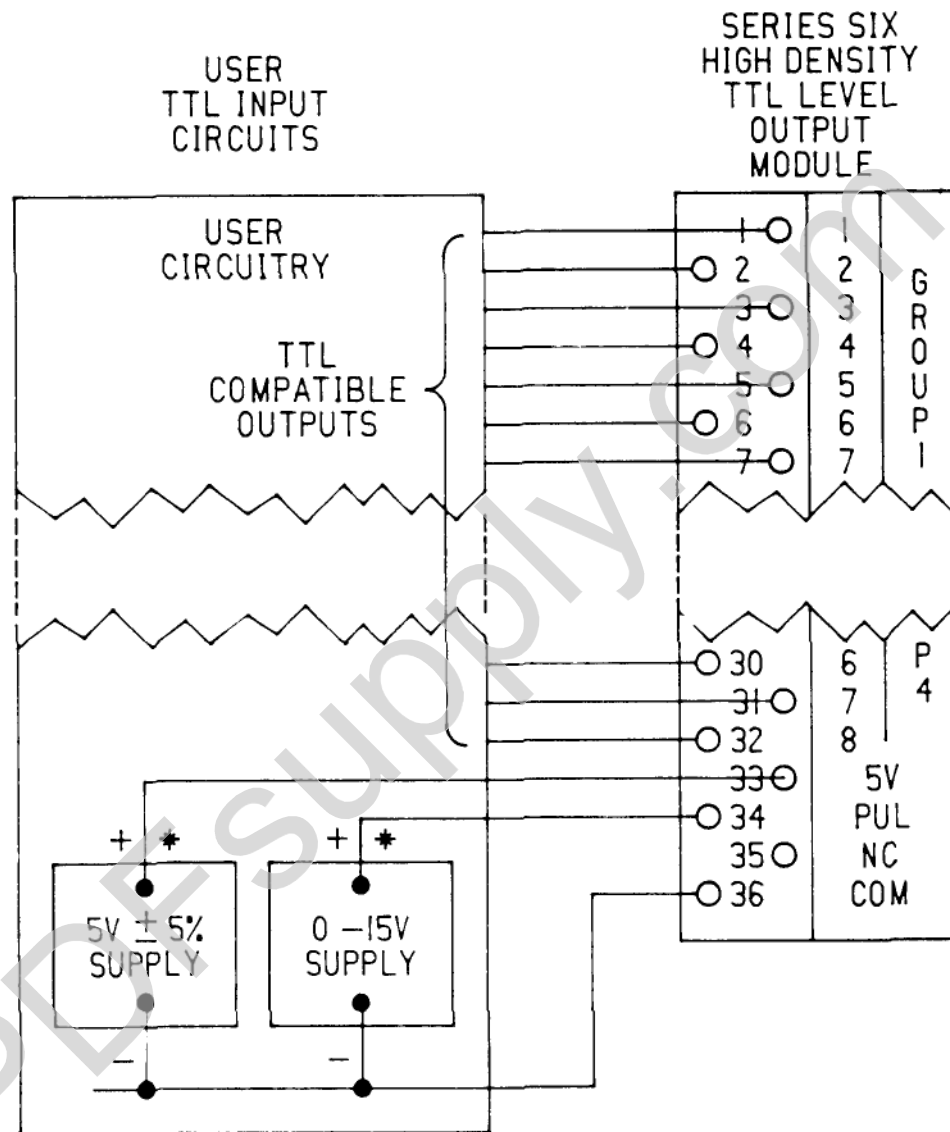 USER
TTL INPUT
CIRCUITS
SERIES SIX
HIGH DENSITY
TTL LEVEL
OUTPUT
MODULE
USER
CIRCUITRY
TTL
COMPATIBLE
OUTPUTS
1 1
2 2
3 3
4 4
5 5
6 6
7 7
GROUP 1
30 6
31 7
32 8
P4
33 5V
34 PUL
35 NC
36 COM
+ *
5V ± 5%
SUPPLY
-
+ *
0 -15V
SUPPLY
-
PDFsupply.com